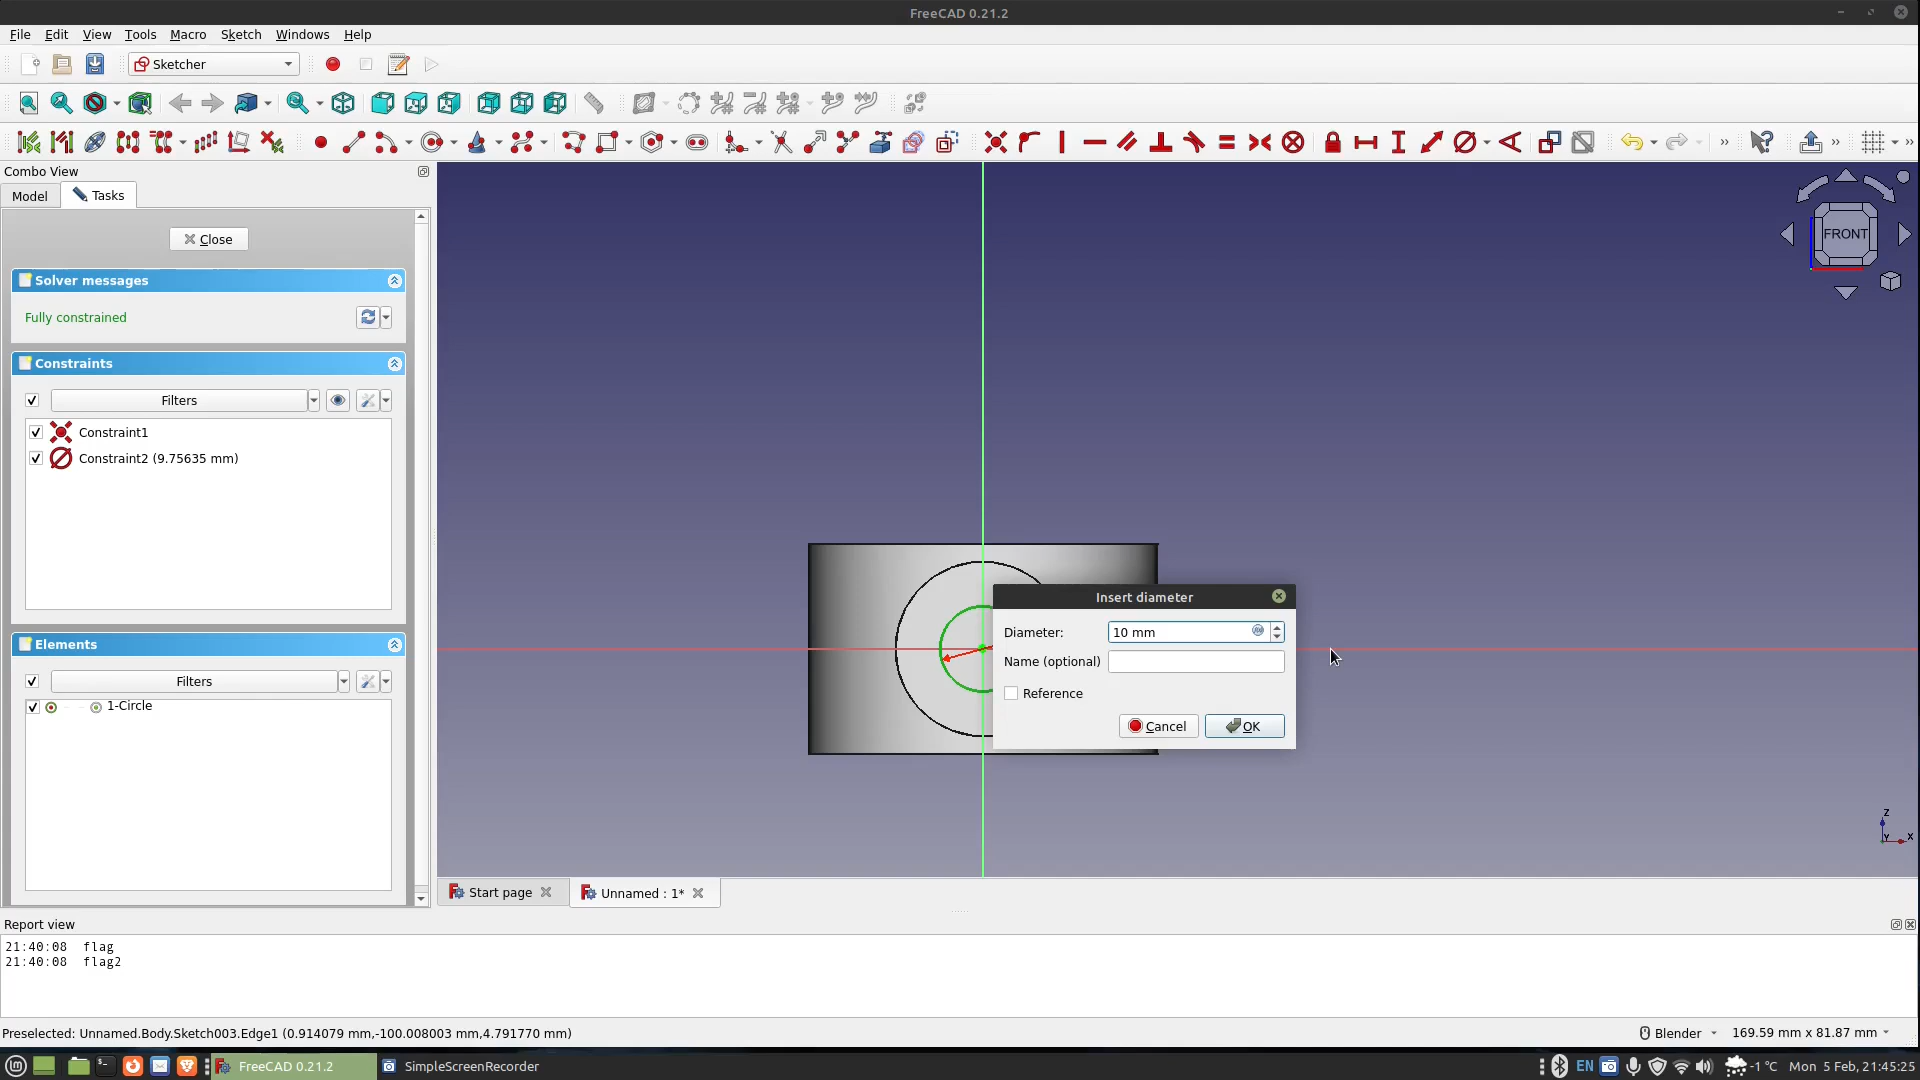 FreeCAD 0.21.2
File Edit View Tools Macro Sketch Windows Help
Sketcher
Combo View
Model Tasks
Close
Solver messages
Fully constrained
Constraints
Filters
Constraint1
Constraint2 (9.75635 mm)
Elements
Filters
1-Circle
FRONT
Insert diameter
Diameter: 10 mm
Name (optional)
Reference
Cancel OK
Z
Y X
Start page Unnamed : 1*
Report view
21:40:08 flag
21:40:08 flag2
Preselected: Unnamed.Body.Sketch003.Edge1 (0.914079 mm,-100.008003 mm,4.791770 mm)
Blender 169.59 mm x 81.87 mm
FreeCAD 0.21.2 SimpleScreenRecorder EN -1 °C Mon 5 Feb, 21:45:25